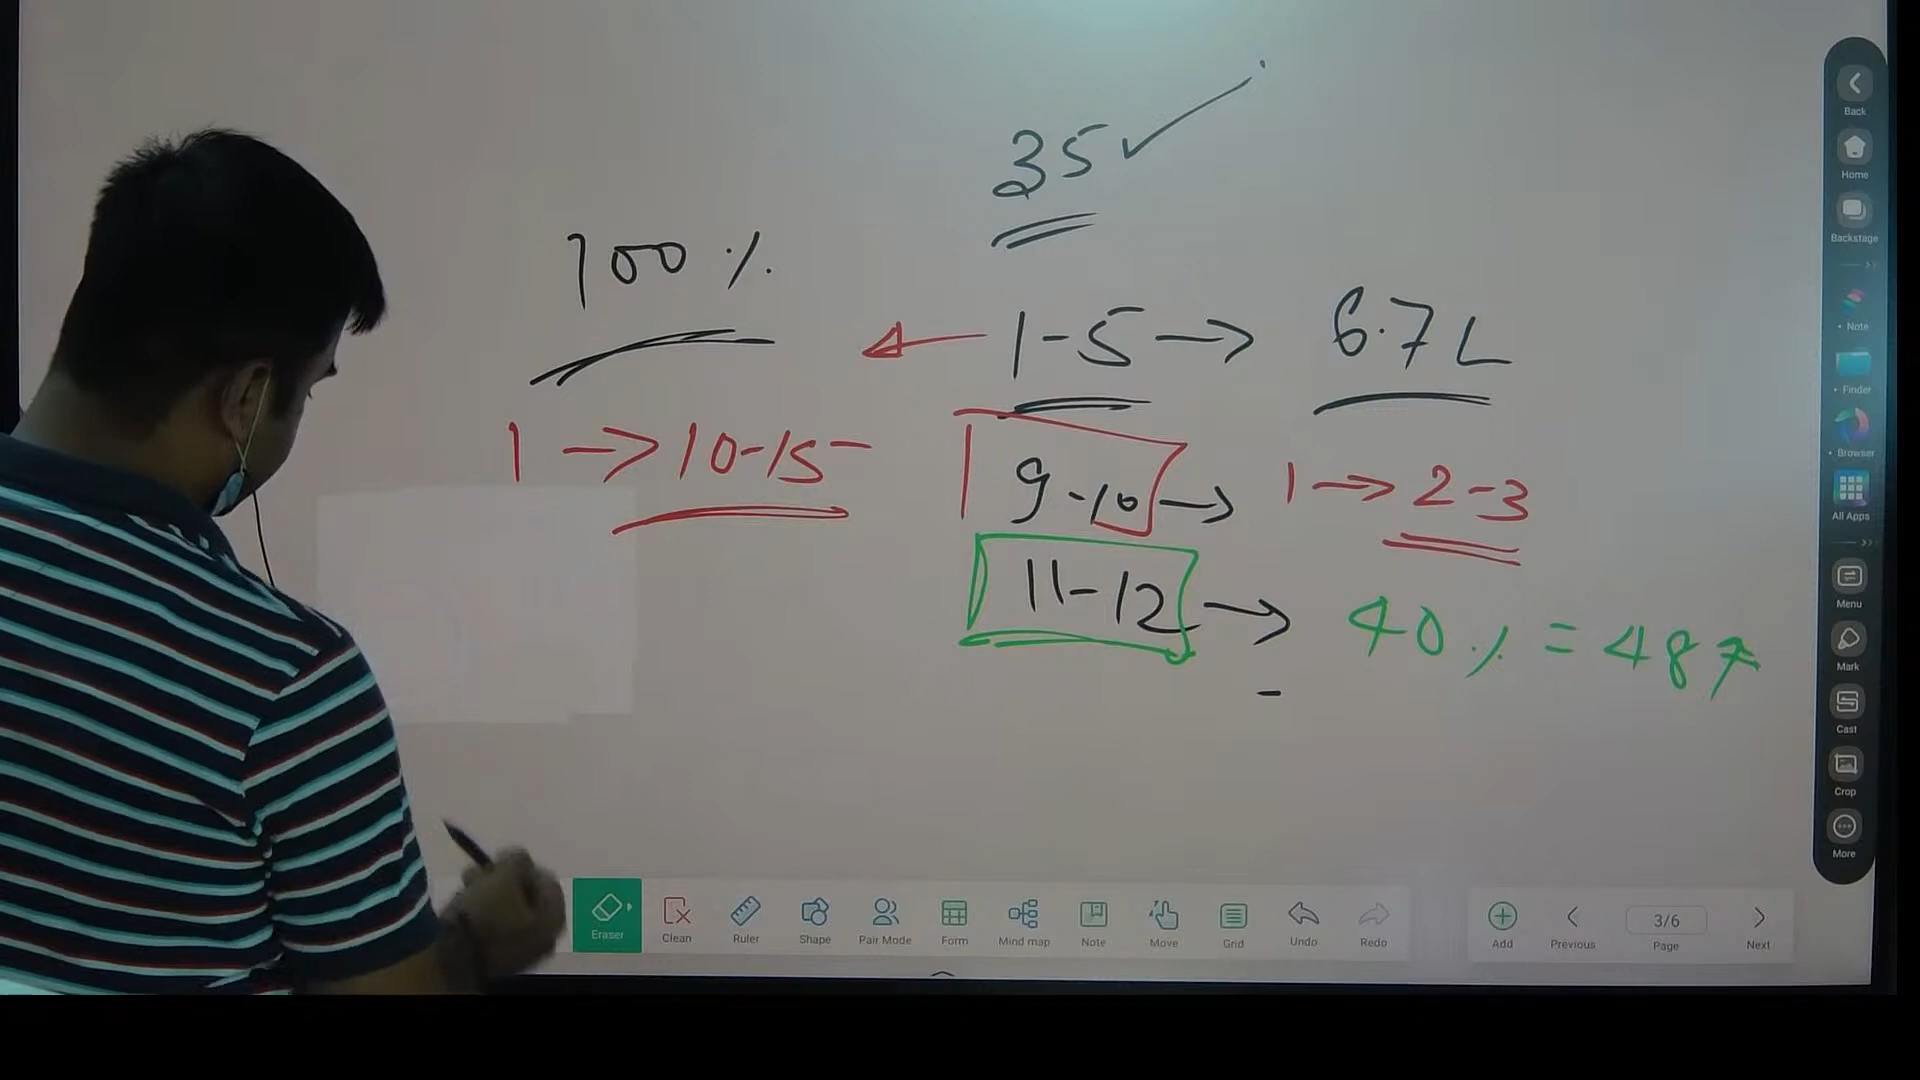 35 ✓
100 %
1-5 → 6.7 L
1 → 10-15
9-10 → 1 → 2-3
11-12 → 40 % = 48
Back
Home
Backstage
Note
Finder
Browser
All Apps
Menu
Mark
Cast
Crop
More
Eraser
Clean
Ruler
Shape
Pair Mode
Form
Mind map
Note
Move
Grid
Undo
Redo
Add
Previous
3/6
Page
Next